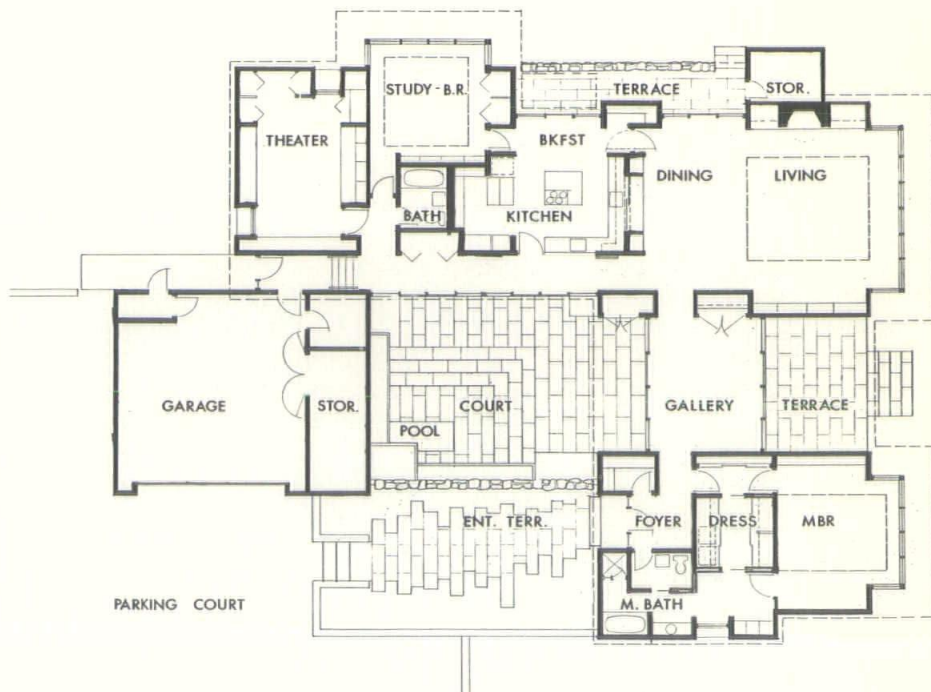 STUDY - B.R.
TERRACE
STOR.
THEATER
BKFST
DINING
LIVING
BATH
KITCHEN
GARAGE
STOR.
COURT
POOL
GALLERY
TERRACE
ENT. TERR.
FOYER
DRESS
MBR
PARKING COURT
M. BATH